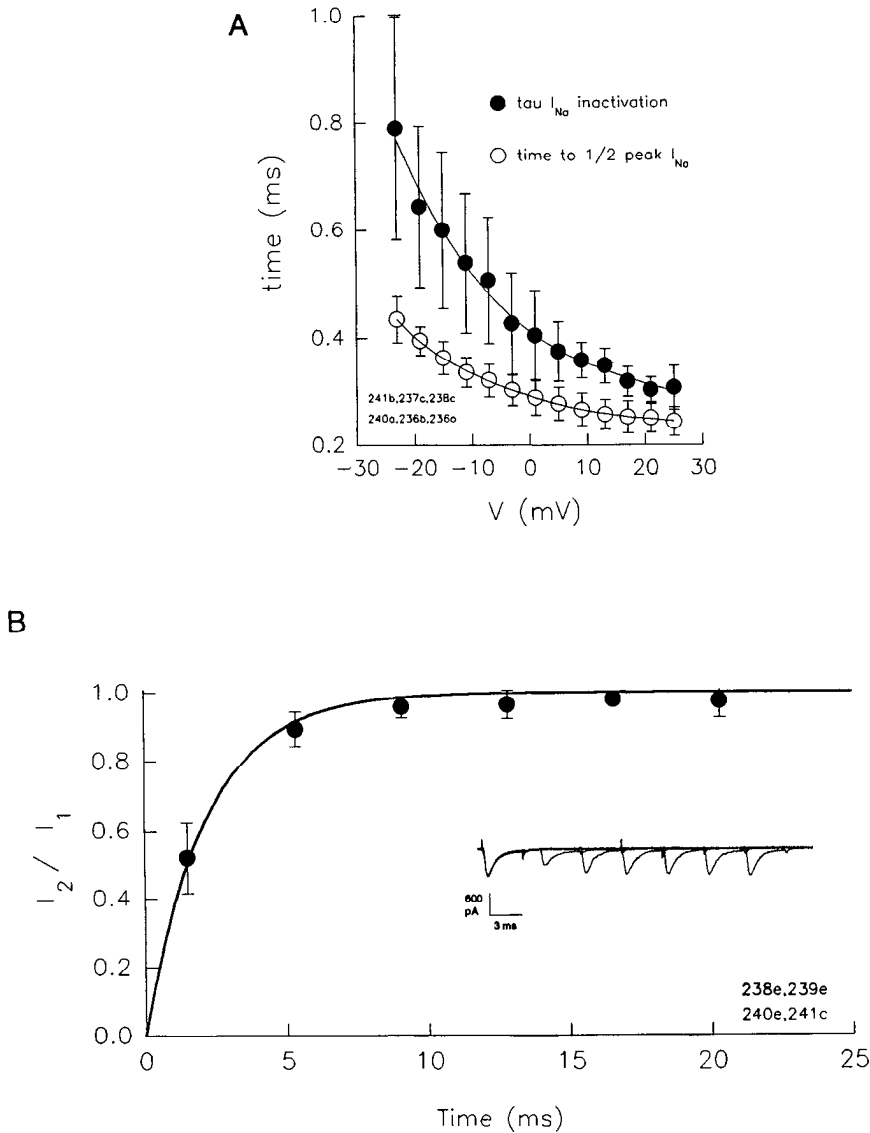 A
1.0
0.8
0.6
0.4
0.2
time (ms)
tau I_Na inactivation
time to 1/2 peak I_Na
241b,237c,238c
240a,236b,236a
-30 -20 -10 0 10 20 30
V (mV)
B
1.0
0.8
0.6
0.4
0.2
0.0
I_2 / I_1
600
pA
3 ms
238e,239e
240e,241c
0 5 10 15 20 25
Time (ms)